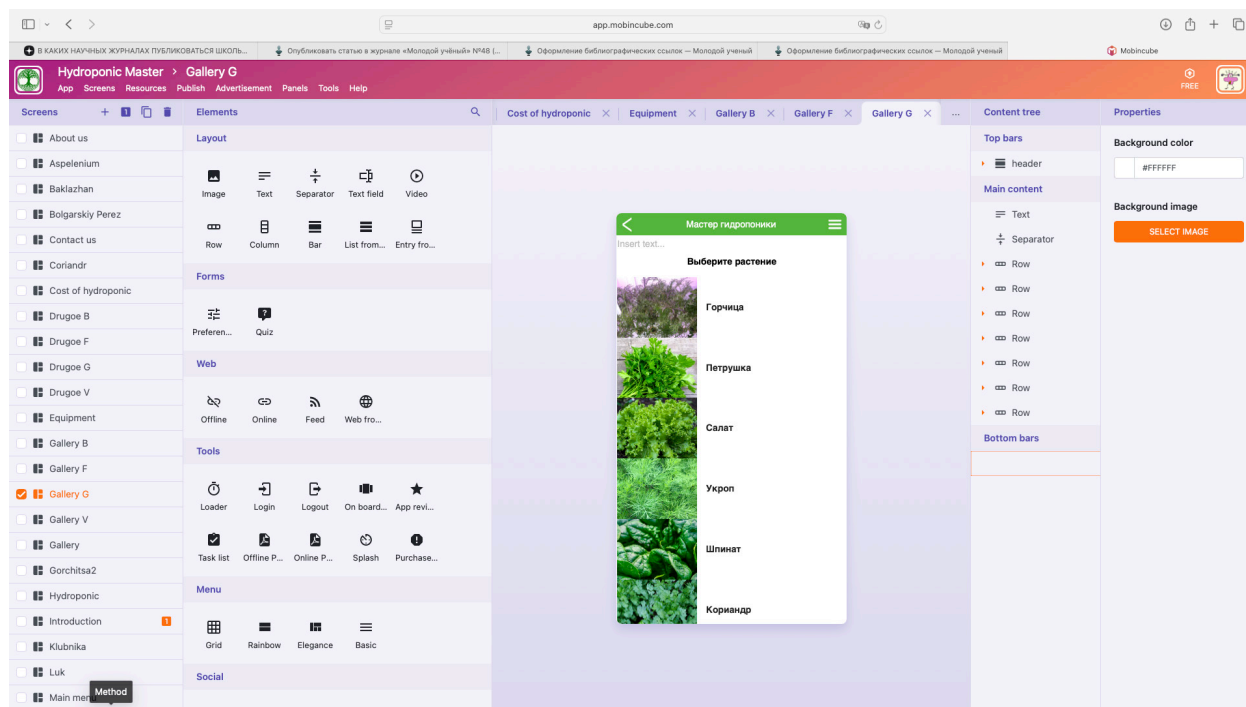 app.mobincube.com
В КАКИХ НАУЧНЫХ ЖУРНАЛАХ ПУБЛИКОВАТЬСЯ ШКОЛЬ...
Опубликовать статью в журнале «Молодой учёный» №48 (...
Оформление библиографических ссылок — Молодой ученый
Оформление библиографических ссылок — Молодой ученый
Mobincube
Hydroponic Master > Gallery G
App Screens Resources Publish Advertisement Panels Tools Help
FREE
Screens
About us
Aspelenium
Baklazhan
Bolgarskiy Perez
Contact us
Coriandr
Cost of hydroponic
Drugoe B
Drugoe F
Drugoe G
Drugoe V
Equipment
Gallery B
Gallery F
Gallery G
Gallery V
Gallery
Gorchitsa2
Hydroponic
Introduction 1
Klubnika
Luk
Main menu
Method
Elements
Layout
Image Text Separator Text field Video
Row Column Bar List from... Entry fro...
Forms
Preferen... Quiz
Web
Offline Online Feed Web fro...
Tools
Loader Login Logout On board... App revi...
Task list Offline P... Online P... Splash Purchase...
Menu
Grid Rainbow Elegance Basic
Social
Cost of hydroponic Equipment Gallery B Gallery F Gallery G ...
Мастер гидропоники
Insert text...
Выберите растение
Горчица
Петрушка
Салат
Укроп
Шпинат
Кориандр
Content tree
Top bars
header
Main content
Text
Separator
Row
Row
Row
Row
Row
Row
Row
Bottom bars
Properties
Background color
#FFFFFF
Background image
SELECT IMAGE